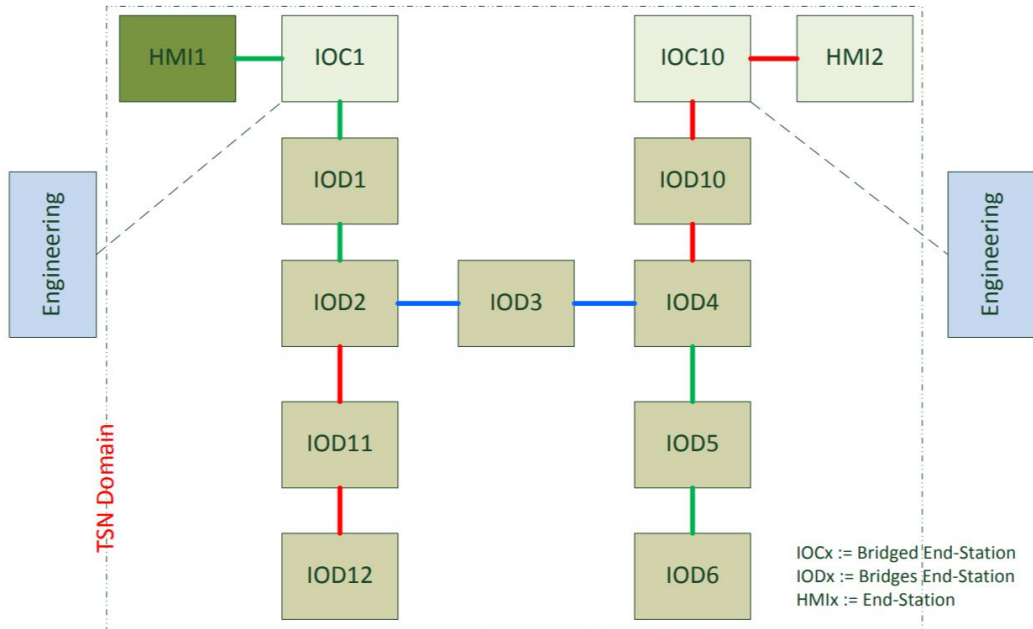 HMI1
IOC1
IOC10
HMI2
IOD1
IOD10
Engineering
Engineering
IOD2
IOD3
IOD4
IOD11
IOD5
TSN Domain
IOD12
IOD6
IOCx := Bridged End-Station
IODx := Bridges End-Station
HMIx := End-Station